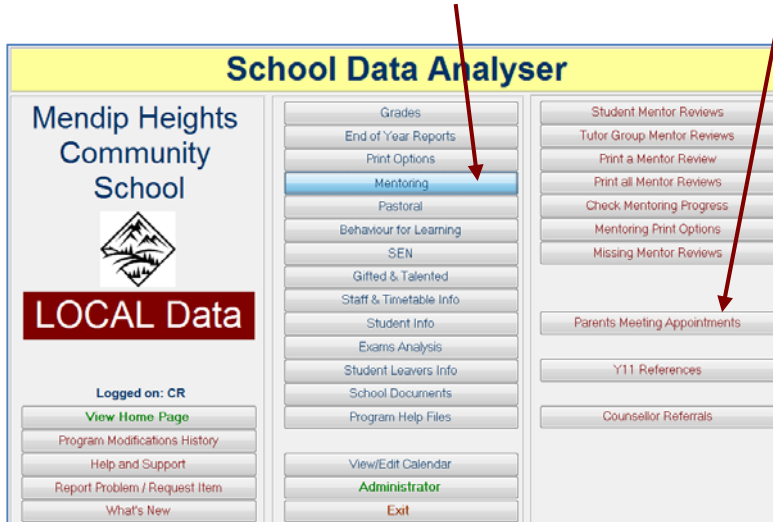 School Data Analyser
Mendip Heights
Community
School
LOCAL Data
Logged on: CR
View Home Page
Program Modifications History
Help and Support
Report Problem / Request Item
What's New
Grades
End of Year Reports
Print Options
Mentoring
Pastoral
Behaviour for Learning
SEN
Gifted & Talented
Staff & Timetable Info
Student Info
Exams Analysis
Student Leavers Info
School Documents
Program Help Files
View/Edit Calendar
Administrator
Exit
Student Mentor Reviews
Tutor Group Mentor Reviews
Print a Mentor Review
Print all Mentor Reviews
Check Mentoring Progress
Mentoring Print Options
Missing Mentor Reviews
Parents Meeting Appointments
Y11 References
Counsellor Referrals